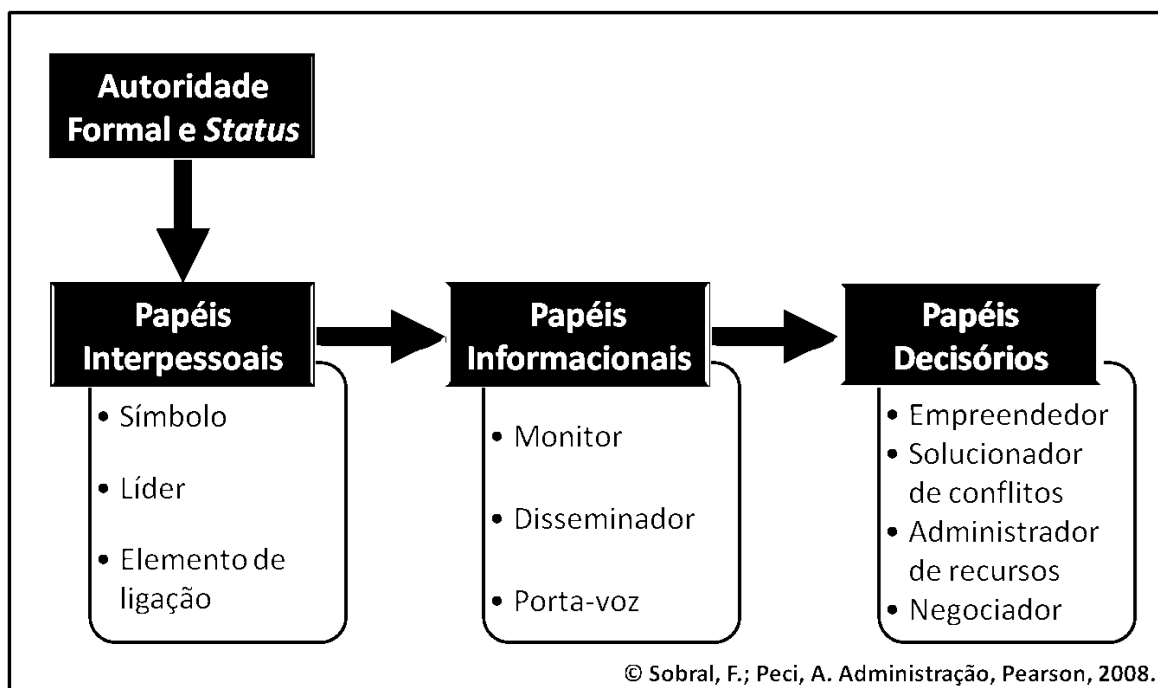 Autoridade
Formal e Status
Papéis
Interpessoais
• Símbolo
• Líder
• Elemento de
ligação
Papéis
Informacionais
• Monitor
• Disseminador
• Porta-voz
Papéis
Decisórios
• Empreendedor
• Solucionador
de conflitos
• Administrador
de recursos
• Negociador
© Sobral, F.; Peci, A. Administração, Pearson, 2008.